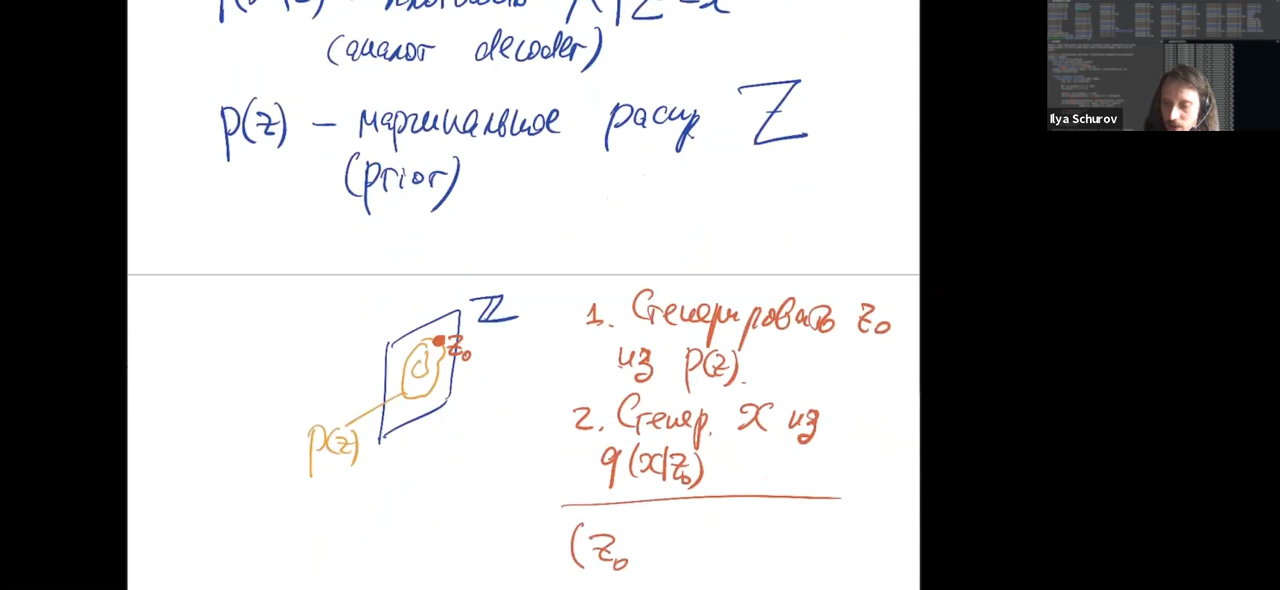 (аналог decoder)
p(z) – маргинальное распр Z
(prior)
Z
z₀
p(z)
1. Сгенерировать z₀
из p(z).
2. Сгенер. x из
q(x|z₀)
(z₀
Ilya Schurov